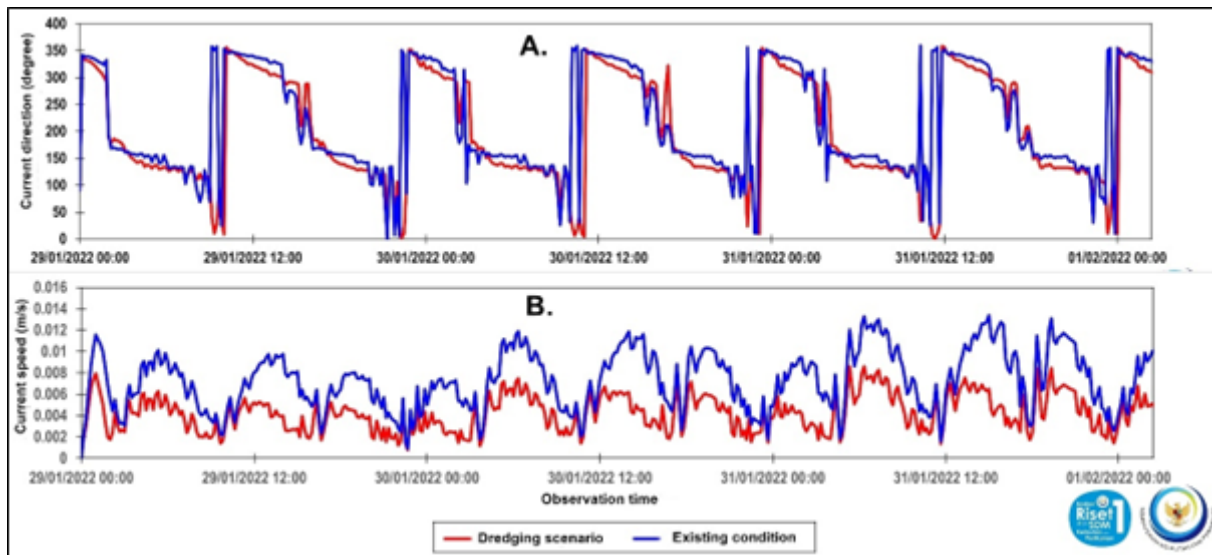 400
350
300
250
200
150
100
50
0
Current direction (degree)
A.
29/01/2022 00:00 29/01/2022 12:00 30/01/2022 00:00 30/01/2022 12:00 31/01/2022 00:00 31/01/2022 12:00 01/02/2022 00:00
0.016
0.014
0.012
0.01
0.008
0.006
0.004
0.002
0
Current speed (m/s)
B.
29/01/2022 00:00 29/01/2022 12:00 30/01/2022 00:00 30/01/2022 12:00 31/01/2022 00:00 31/01/2022 12:00 01/02/2022 00:00
Observation time
Dredging scenario Existing condition
Riset
SDM
1